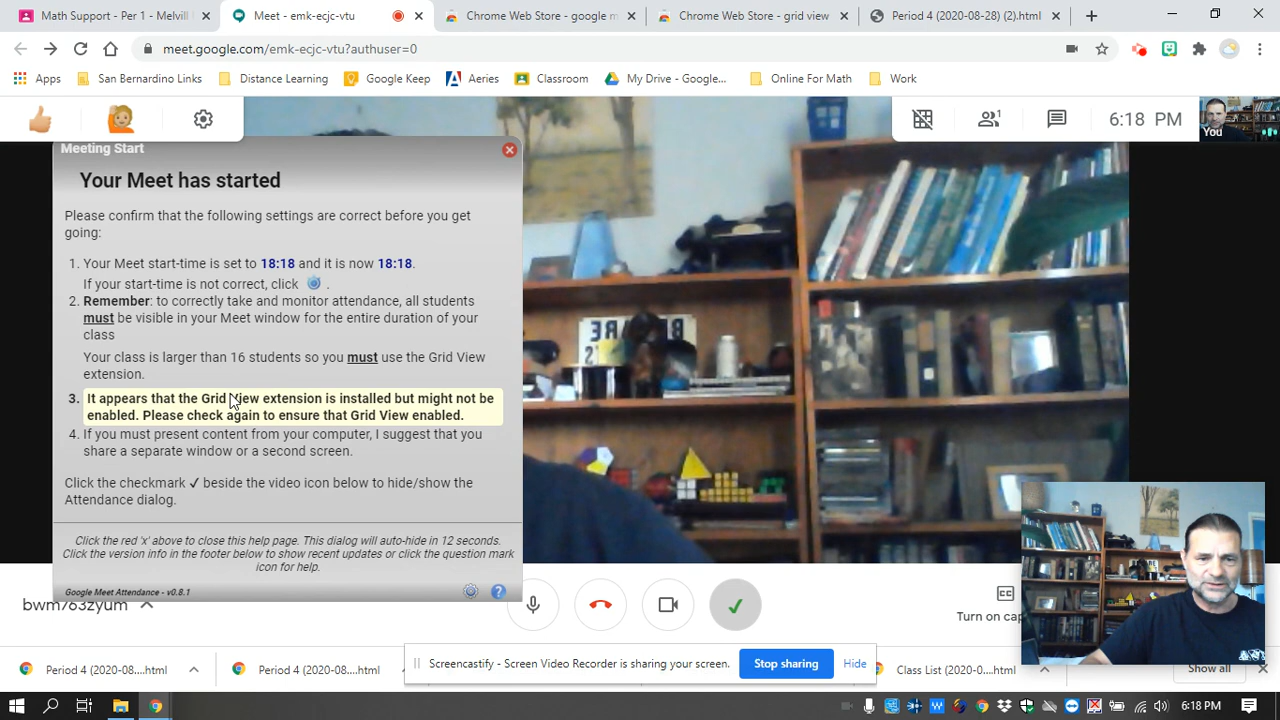 Math Support - Per 1 - Melvill
Meet - emk-ecjc-vtu
Chrome Web Store - google m
Chrome Web Store - grid view
Period 4 (2020-08-28) (2).html
meet.google.com/emk-ecjc-vtu?authuser=0
Apps
San Bernardino Links
Distance Learning
Google Keep
Aeries
Classroom
My Drive - Google...
Online For Math
Work
6:18 PM
You
Meeting Start
Your Meet has started
Please confirm that the following settings are correct before you get
going:
1. Your Meet start-time is set to 18:18 and it is now 18:18.
If your start-time is not correct, click .
2. Remember: to correctly take and monitor attendance, all students
must be visible in your Meet window for the entire duration of your
class
Your class is larger than 16 students so you must use the Grid View
extension.
3. It appears that the Grid View extension is installed but might not be
enabled. Please check again to ensure that Grid View enabled.
4. If you must present content from your computer, I suggest that you
share a separate window or a second screen.
Click the checkmark ✓ beside the video icon below to hide/show the
Attendance dialog.
Click the red 'x' above to close this help page. This dialog will auto-hide in 12 seconds.
Click the version info in the footer below to show recent updates or click the question mark
icon for help.
Google Meet Attendance - v0.8.1
bwm763zyum
Turn on cap
Period 4 (2020-08....html
Period 4 (2020-08....html
Screencastify - Screen Video Recorder is sharing your screen.
Stop sharing
Hide
Class List (2020-0....html
Show all
6:18 PM